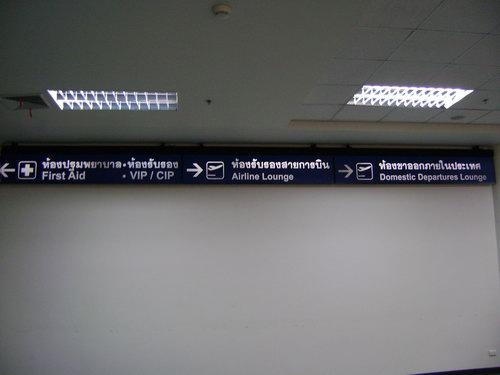 ห้องปฐมพยาบาล • ห้องรับรอง
First Aid • VIP / CIP
ห้องรับรองสายการบิน
Airline Lounge
ห้องขาออกภายในประเทศ
Domestic Departures Lounge